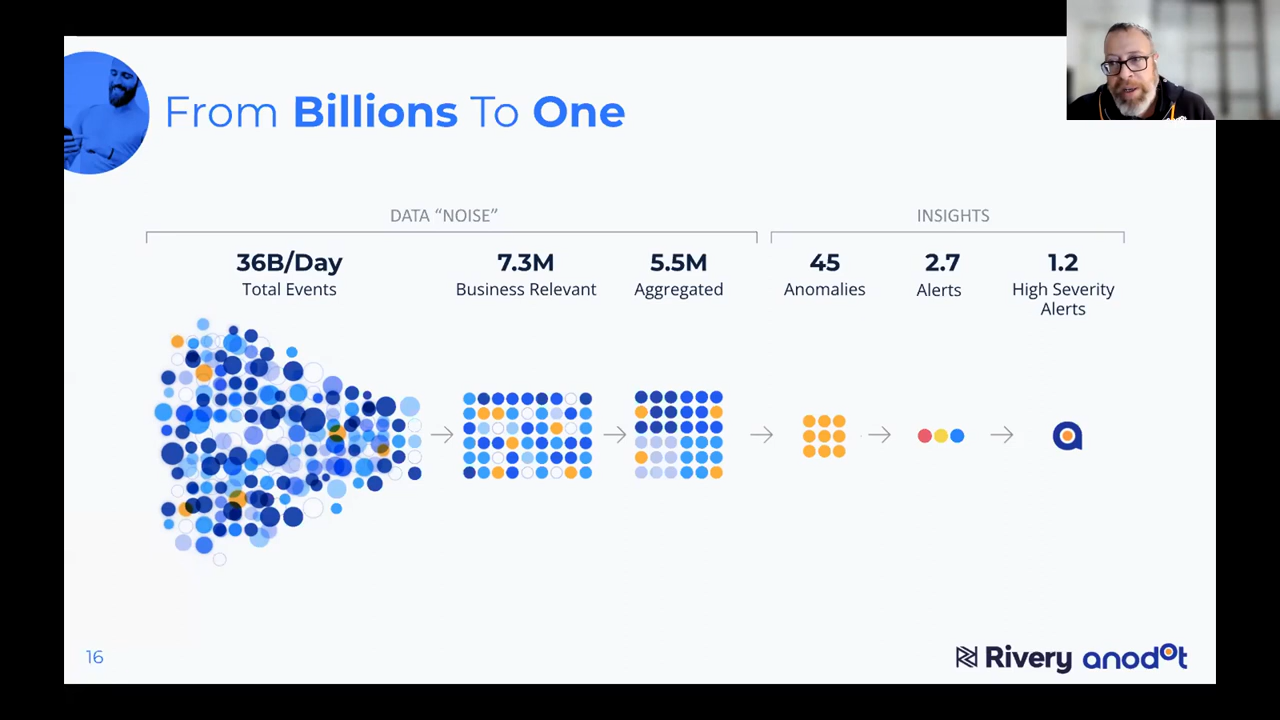 From Billions To One
DATA “NOISE”
INSIGHTS
36B/Day
Total Events
7.3M
Business Relevant
5.5M
Aggregated
45
Anomalies
2.7
Alerts
1.2
High Severity
Alerts
16
Rivery anodot